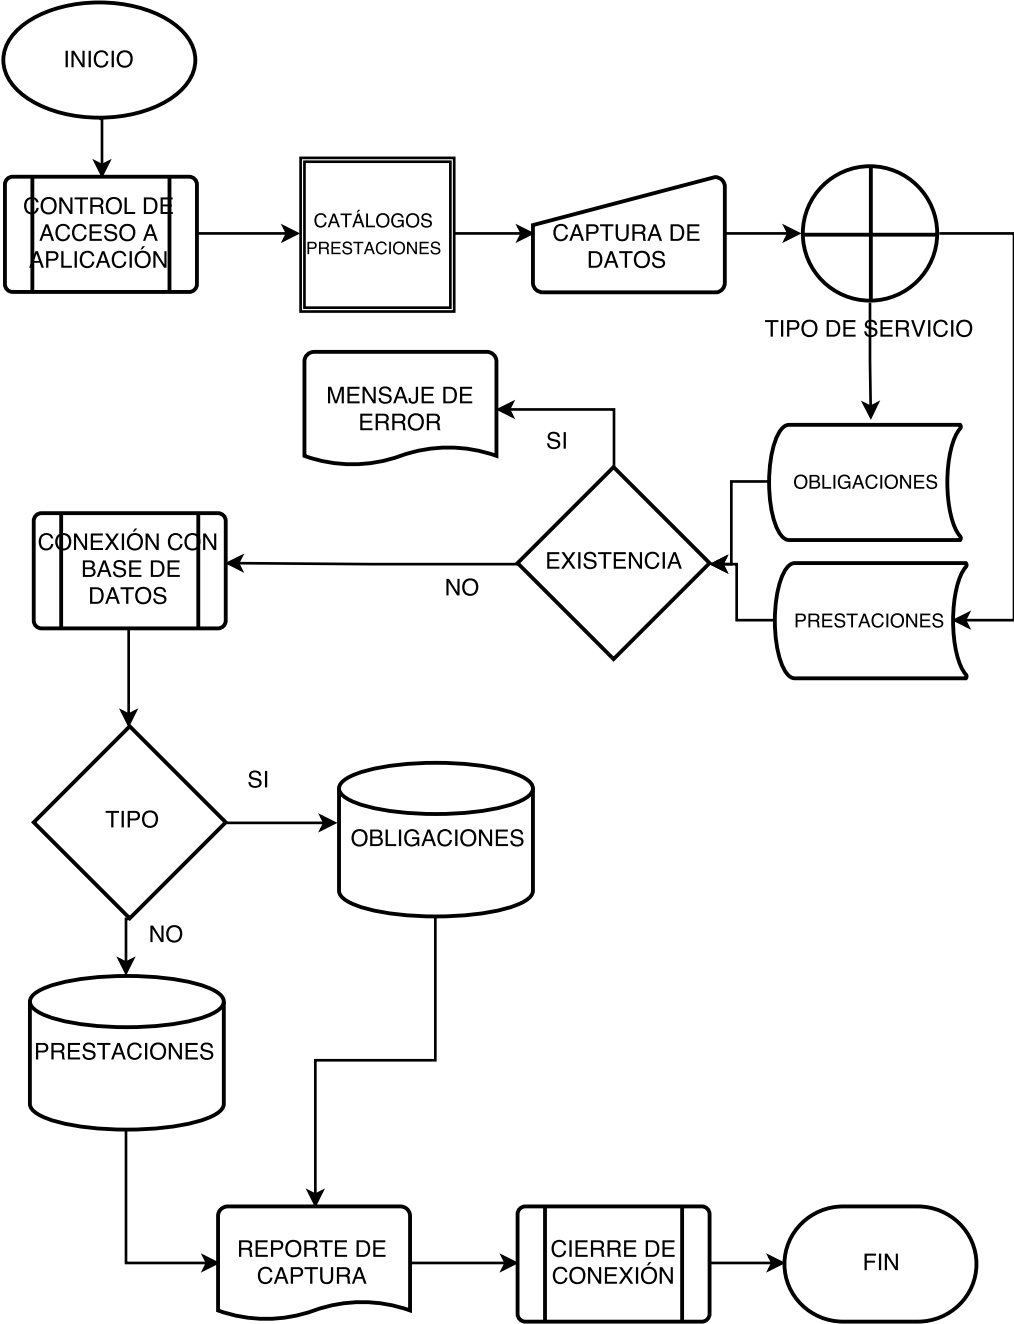 INICIO
CONTROL DE
ACCESO A
APLICACIÓN
CATÁLOGOS
PRESTACIONES
CAPTURA DE
DATOS
TIPO DE SERVICIO
MENSAJE DE
ERROR
SI
OBLIGACIONES
EXISTENCIA
PRESTACIONES
NO
CONEXIÓN CON
BASE DE
DATOS
TIPO
SI
OBLIGACIONES
NO
PRESTACIONES
REPORTE DE
CAPTURA
CIERRE DE
CONEXIÓN
FIN